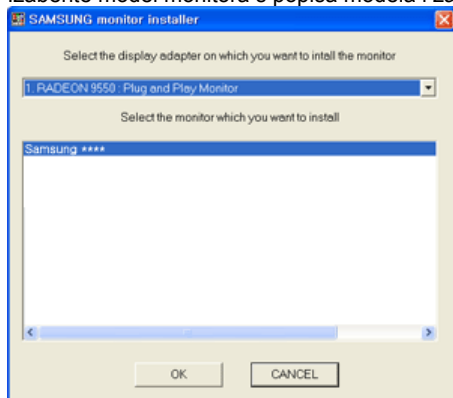 SAMSUNG monitor installer
Select the display adapter on which you want to intall the monitor
1. RADEON 9550 : Plug and Play Monitor
Select the monitor which you want to install
Samsung ****
OK
CANCEL